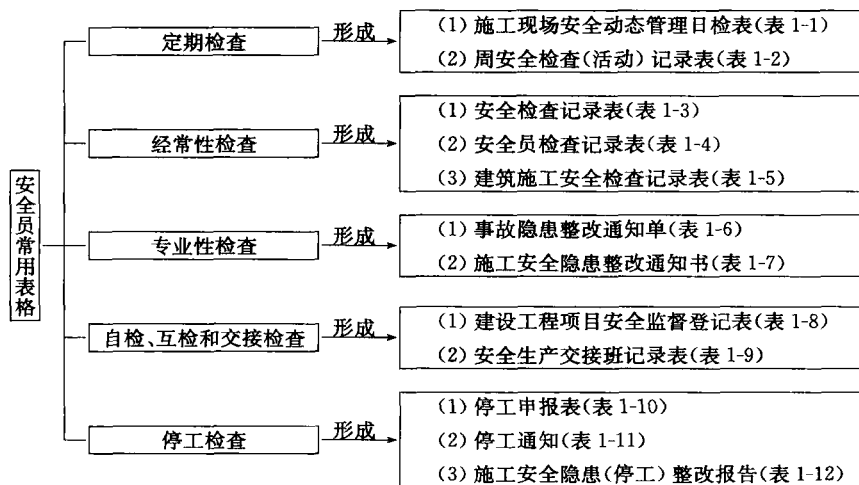 安全员常用表格
定期检查
形成
(1) 施工现场安全动态管理日检表(表 1-1)
(2) 周安全检查(活动) 记录表(表 1-2)
经常性检查
形成
(1) 安全检查记录表(表 1-3)
(2) 安全员检查记录表(表 1-4)
(3) 建筑施工安全检查记录表(表 1-5)
专业性检查
形成
(1) 事故隐患整改通知单(表 1-6)
(2) 施工安全隐患整改通知书(表 1-7)
自检、互检和交接检查
形成
(1) 建设工程项目安全监督登记表(表 1-8)
(2) 安全生产交接班记录表(表 1-9)
停工检查
形成
(1) 停工申报表(表 1-10)
(2) 停工通知(表 1-11)
(3) 施工安全隐患(停工) 整改报告(表 1-12)